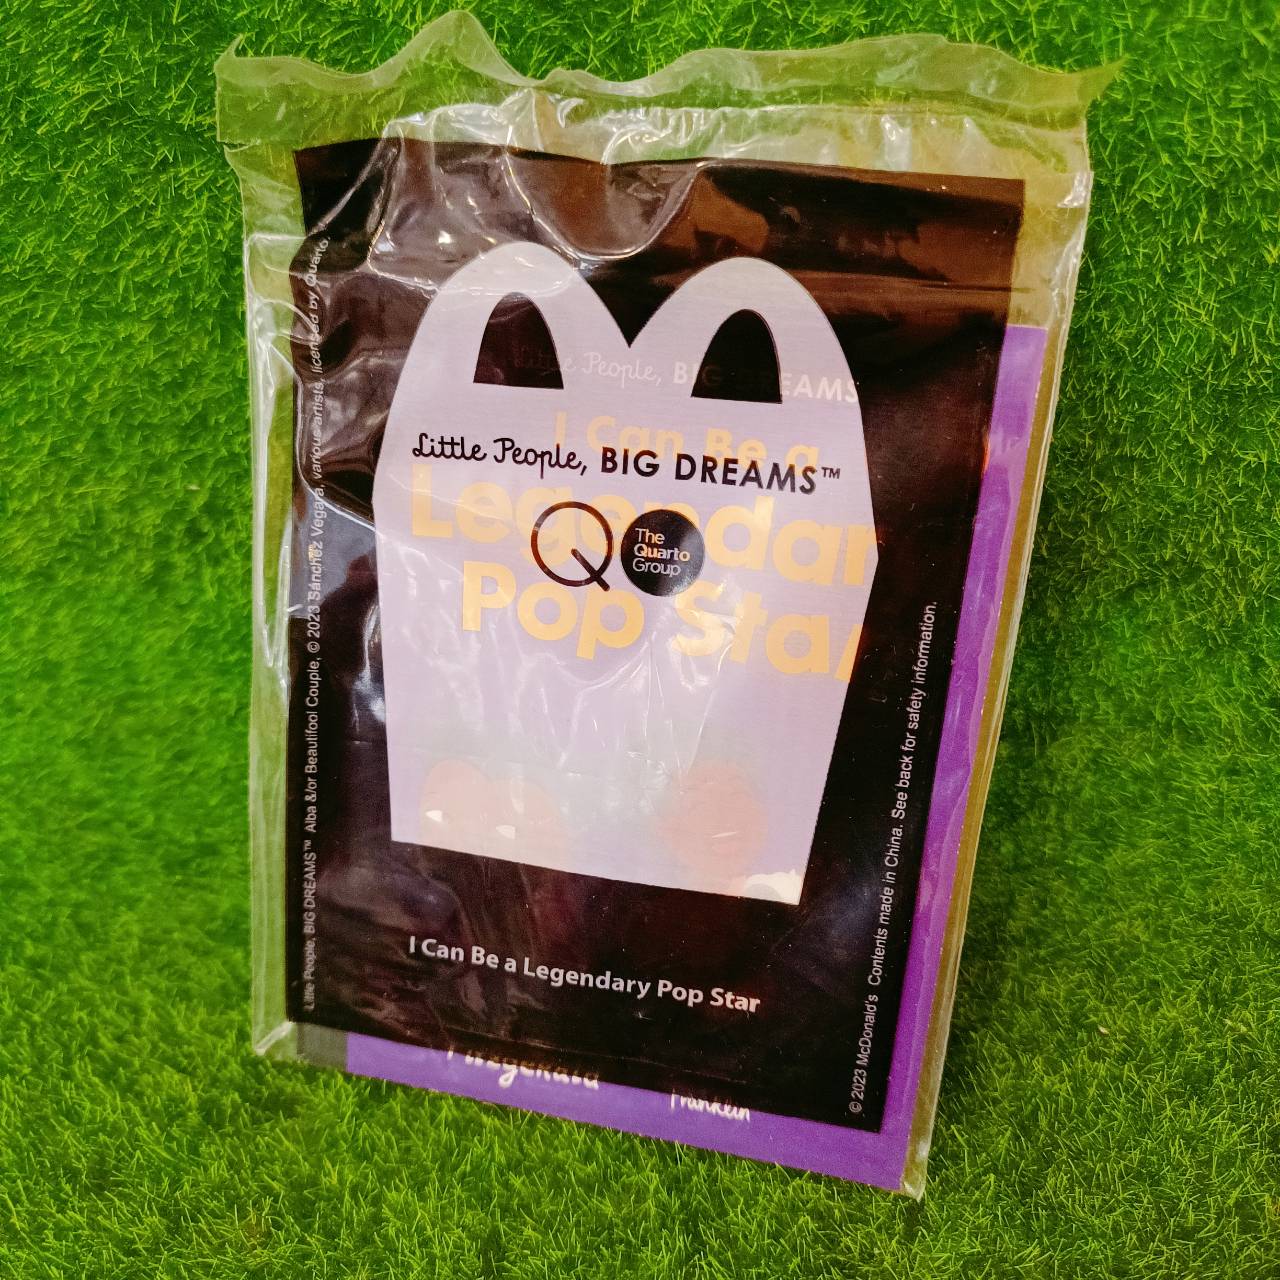 Little People, BIG DREAMS
I Can Be a
Legendar
Pop Star
Little People, BIG DREAMS™
Q
The
Quarto
Group
I Can Be a Legendary Pop Star
Little People, BIG DREAMS™ Alba &/or Beautifool Couple, © 2023 Sánchez Vegara, various artists, licensed by Quarto.
© 2023 McDonald's Contents made in China. See back for safety information.
Fitzgerald
Franklin